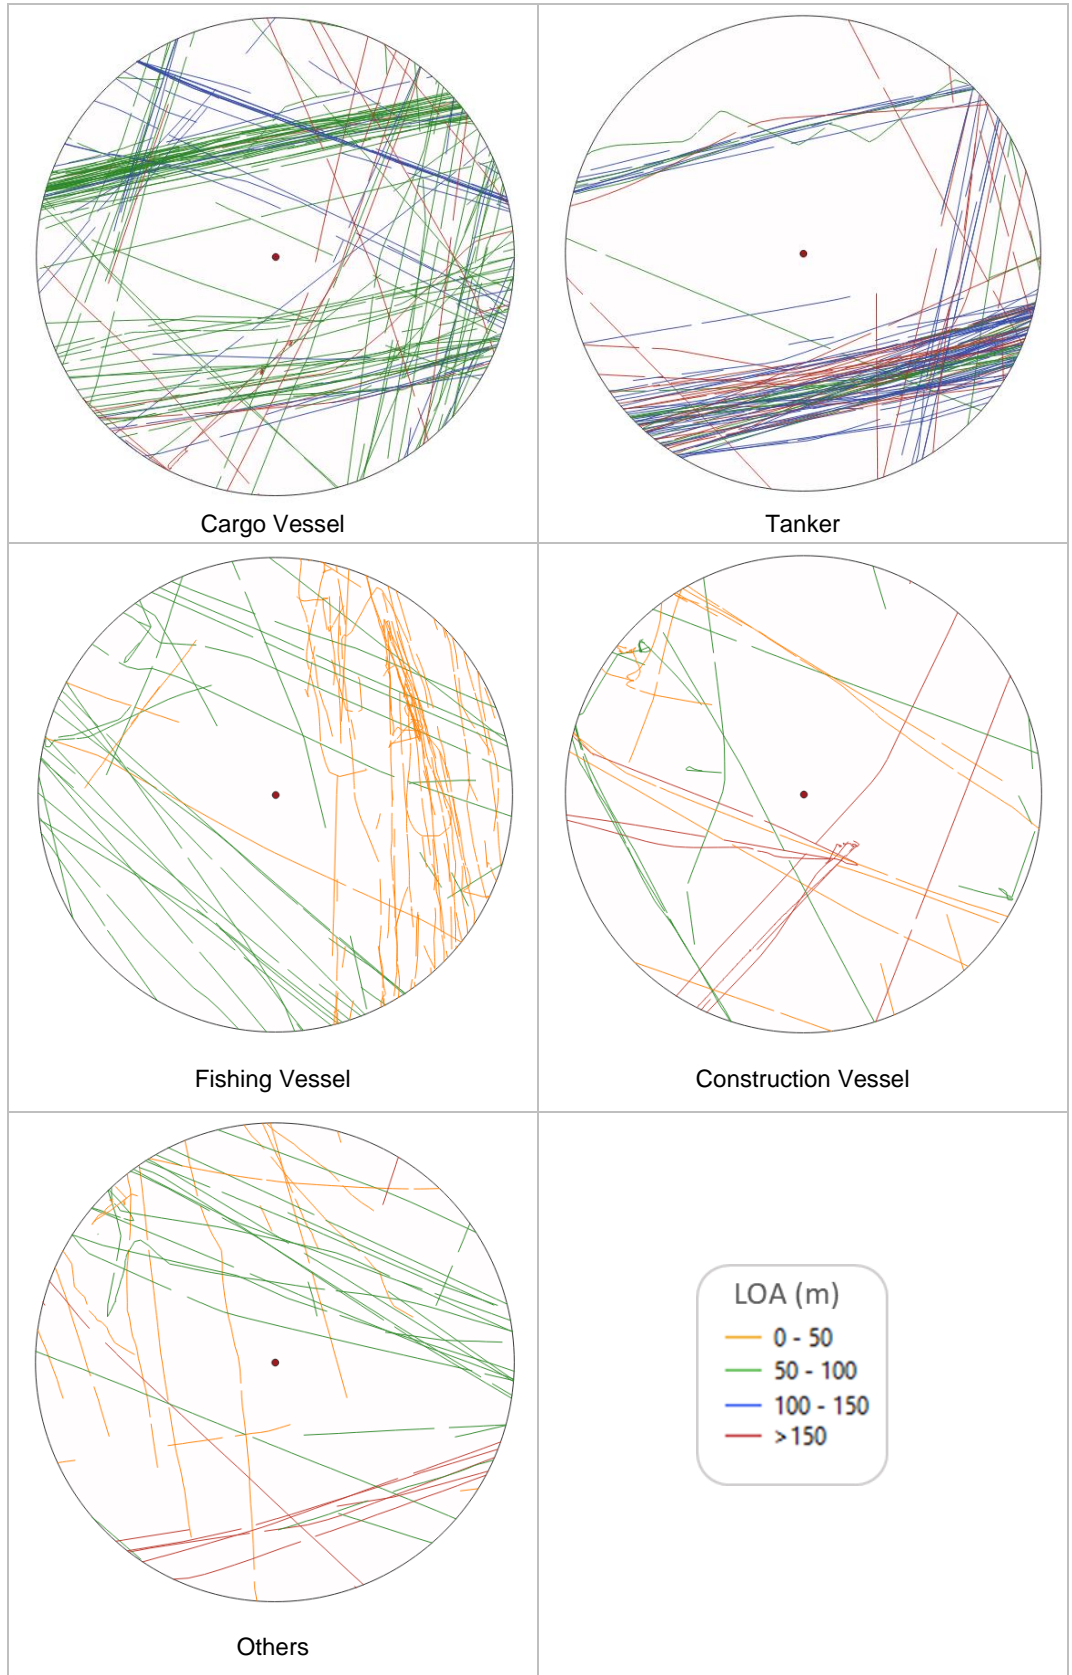 Cargo Vessel
Tanker
Fishing Vessel
Construction Vessel
Others
LOA (m)
0 - 50
50 - 100
100 - 150
>150